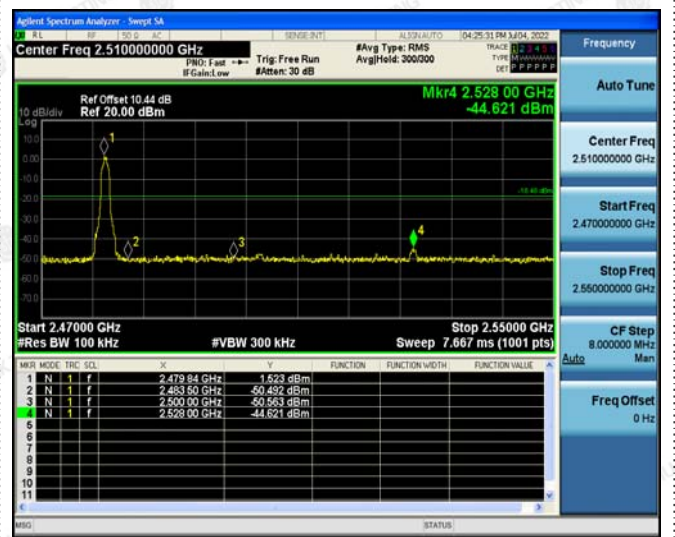 Agilent Spectrum Analyzer - Swept SA
RL RF 50 Ω AC SENSE:INT ALIGNAUTO 04:25:31 PM Jul 04, 2022
Center Freq 2.510000000 GHz
PNO: Fast
IFGain:Low
Trig: Free Run
#Atten: 30 dB
#Avg Type: RMS
Avg|Hold: 300/300
TRACE 1 2 3 4 5 6
TYPE
DET P P P P P P
Ref Offset 10.44 dB
Ref 20.00 dBm
Mkr4 2.528 00 GHz
-44.621 dBm
10 dB/div
Log
10.0
0.00
-10.0
-20.0
-30.0
-40.0
-50.0
-60.0
-70.0
1
2
3
4
Start 2.47000 GHz
Stop 2.55000 GHz
#Res BW 100 kHz
#VBW 300 kHz
Sweep 7.667 ms (1001 pts)
MKR MODE TRC SCL X Y FUNCTION FUNCTION WIDTH FUNCTION VALUE
1 N 1 f 2.479 84 GHz 1.523 dBm
2 N 1 f 2.483 50 GHz -50.492 dBm
3 N 1 f 2.500 00 GHz -50.563 dBm
4 N 1 f 2.528 00 GHz -44.621 dBm
5
6
7
8
9
10
11
MSG
STATUS
Frequency
Auto Tune
Center Freq
2.510000000 GHz
Start Freq
2.470000000 GHz
Stop Freq
2.550000000 GHz
CF Step
8.000000 MHz
Auto Man
Freq Offset
0 Hz